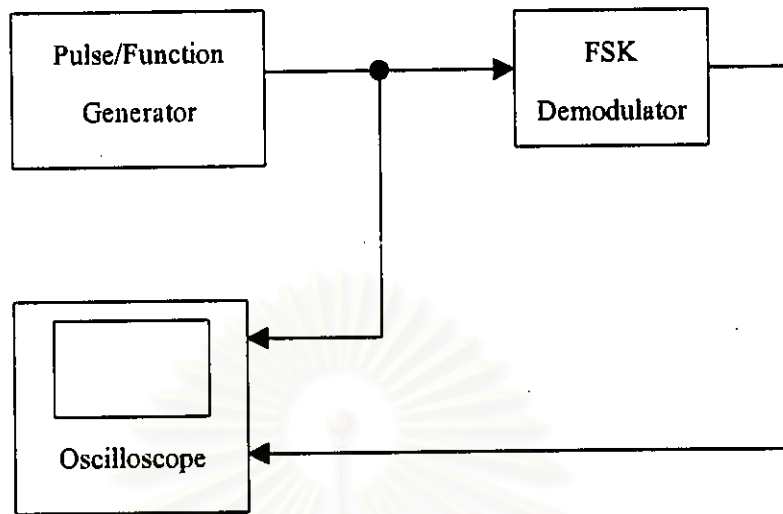 Pulse/Function
Generator
FSK
Demodulator
Oscilloscope